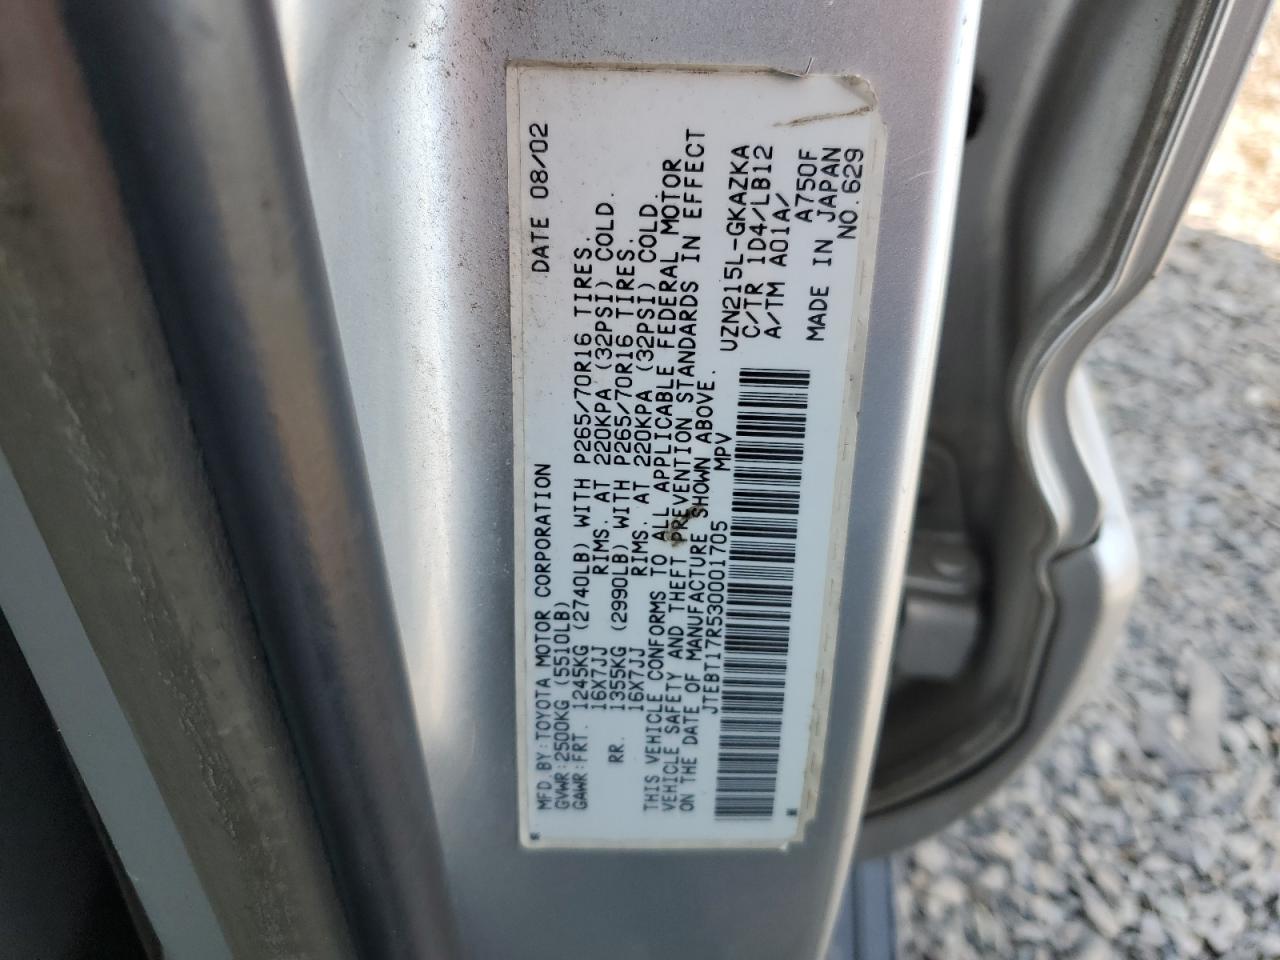 MFD.BY:TOYOTA MOTOR CORPORATION DATE 08/02
GVWR:2500KG (5510LB)
GAWR:FRT. 1245KG (2740LB) WITH P265/70R16 TIRES.
16X7JJ RIMS. AT 220KPA (32PSI) COLD.
RR. 1355KG (2990LB) WITH P265/70R16 TIRES.
16X7JJ RIMS. AT 220KPA (32PSI) COLD.
THIS VEHICLE CONFORMS TO ALL APPLICABLE FEDERAL MOTOR
VEHICLE SAFETY AND THEFT PREVENTION STANDARDS IN EFFECT
ON THE DATE OF MANUFACTURE SHOWN ABOVE.
JTEBT17R530001705 MPV
UZN215L-GKAZKA
C/TR 1D4/LB12
A/TM A01A/
A750F
MADE IN JAPAN
NO.629